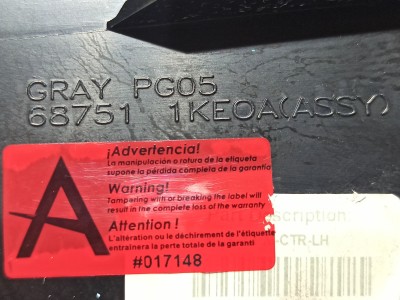 GRAY PG05
68751 1KE0A(ASSY)
A
¡Advertencia!
La manipulación o rotura de la etiqueta
supone la pérdida completa de la garantía
Warning!
Tampering with or breaking the label will
result in the complete loss of the warranty
Attention !
L'altération ou le déchirement de l'étiquette
entraînera la perte totale de la garantí
#017148
scription
-CTR-LH